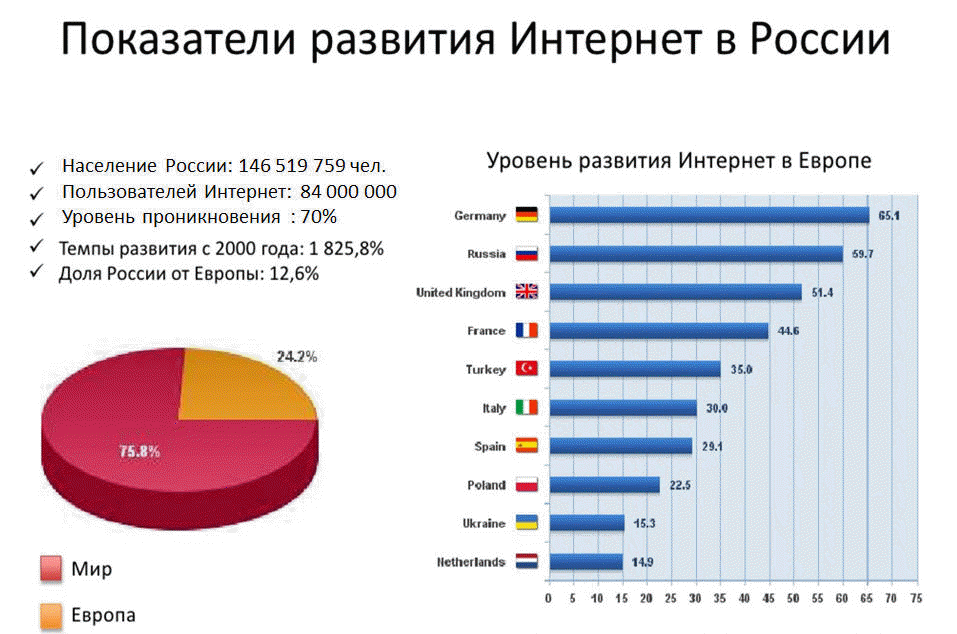 Показатели развития Интернет в России
Население России: 146 519 759 чел.
Пользователей Интернет: 84 000 000
Уровень проникновения : 70%
Темпы развития с 2000 года: 1 825,8%
Доля России от Европы: 12,6%
24.2%
75.8%
Мир
Европа
Уровень развития Интернет в Европе
Germany 65.1
Russia 59.7
United Kingdom 51.4
France 44.6
Turkey 35.0
Italy 30.0
Spain 29.1
Poland 22.5
Ukraine 15.3
Netherlands 14.9
0 5 10 15 20 25 30 35 40 45 50 55 60 65 70 75